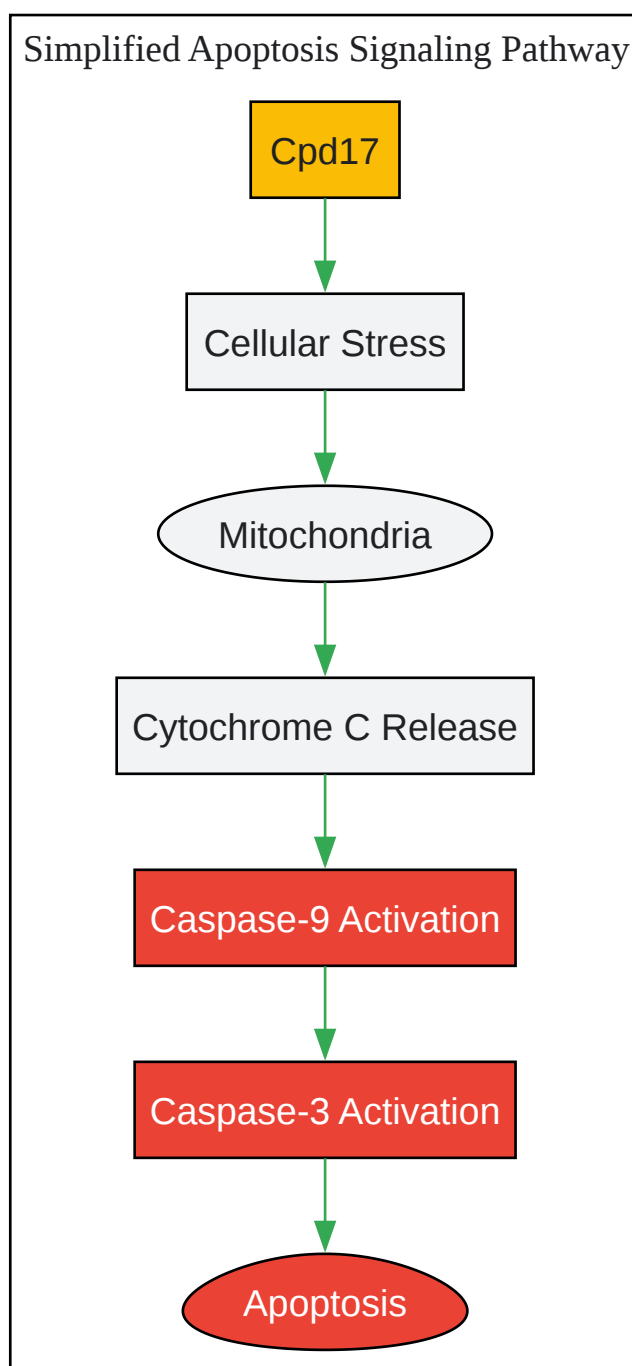 Simplified Apoptosis Signaling Pathway
Cpd17
Cellular Stress
Mitochondria
Cytochrome C Release
Caspase-9 Activation
Caspase-3 Activation
Apoptosis